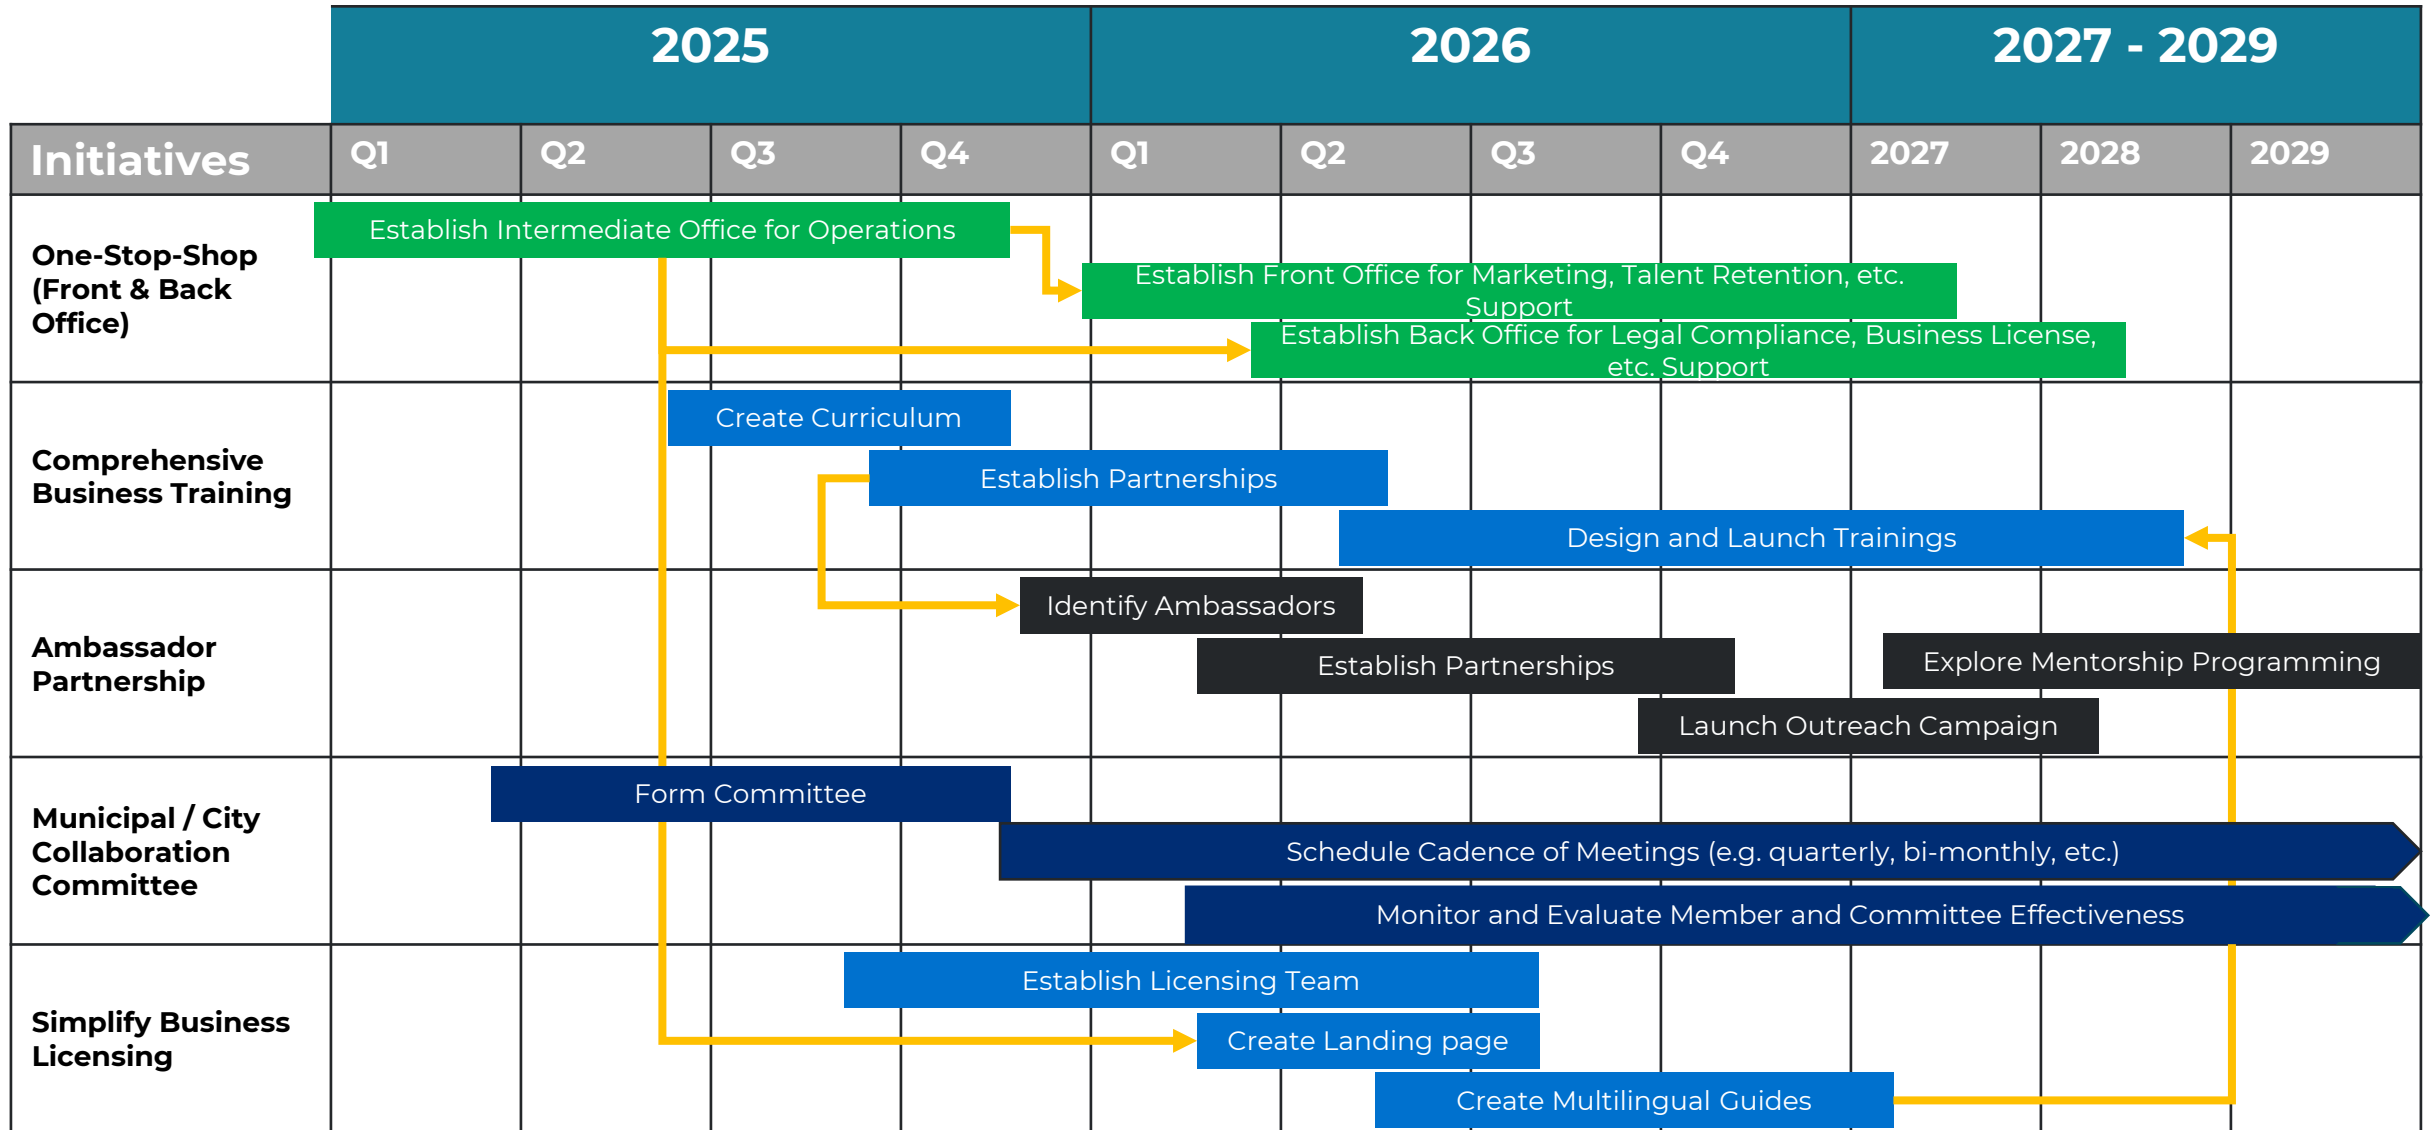 2025
2026
2027 - 2029
Initiatives
Q1
Q2
Q3
Q4
Q1
Q2
Q3
Q4
2027
2028
2029
One-Stop-Shop
(Front & Back
Office)
Establish Intermediate Office for Operations
Establish Front Office for Marketing, Talent Retention, etc.
Support
Establish Back Office for Legal Compliance, Business License,
etc. Support
Comprehensive
Business Training
Create Curriculum
Establish Partnerships
Design and Launch Trainings
Ambassador
Partnership
Identify Ambassadors
Establish Partnerships
Explore Mentorship Programming
Launch Outreach Campaign
Municipal / City
Collaboration
Committee
Form Committee
Schedule Cadence of Meetings (e.g. quarterly, bi-monthly, etc.)
Monitor and Evaluate Member and Committee Effectiveness
Simplify Business
Licensing
Establish Licensing Team
Create Landing page
Create Multilingual Guides